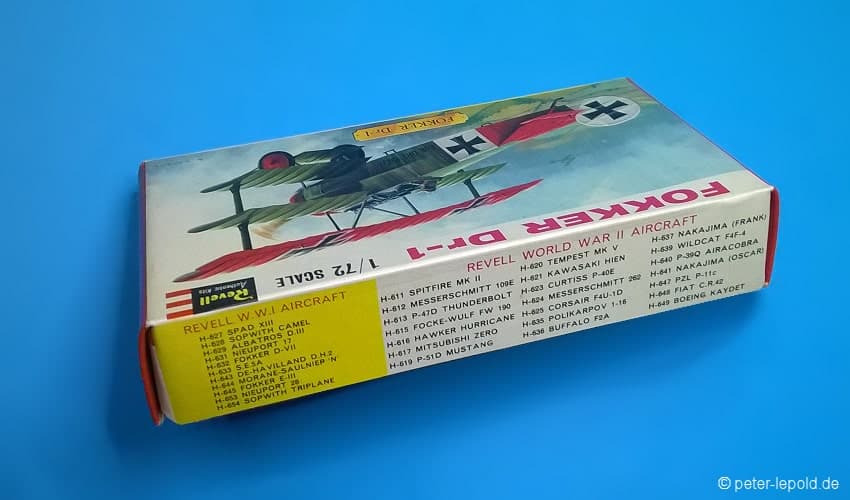 FOKKER Dr-1
FOKKER Dr-1
1/72 SCALE
Revell
Authentic Kits
REVELL W.W.I AIRCRAFT
H-627 SPAD XIII
H-628 SOPWITH CAMEL
H-629 ALBATROS D.III
H-631 NIEUPORT 17
H-632 FOKKER D-VII
H-633 S.E.5A
H-643 DE-HAVILLAND D.H.2
H-644 MORANE-SAULNIER 'N'
H-645 FOKKER E-III
H-653 NIEUPORT 28
H-654 SOPWITH TRIPLANE
REVELL WORLD WAR II AIRCRAFT
H-611 SPITFIRE MK II
H-612 MESSERSCHMITT 109E
H-613 P-47D THUNDERBOLT
H-615 FOCKE-WULF FW 190
H-616 HAWKER HURRICANE
H-617 MITSUBISHI ZERO
H-619 P-51D MUSTANG
H-620 TEMPEST MK V
H-621 KAWASAKI HIEN
H-623 CURTISS P-40E
H-624 MESSERSCHMITT 262
H-625 CORSAIR F4U-1D
H-635 POLIKARPOV 1-16
H-636 BUFFALO F2A
H-637 NAKAJIMA (FRANK)
H-639 WILDCAT F4F-4
H-640 P-39Q AIRACOBRA
H-641 NAKAJIMA (OSCAR)
H-647 PZL P-11c
H-648 FIAT C.R.42
H-649 BOEING KAYDET
© peter-lepold.de